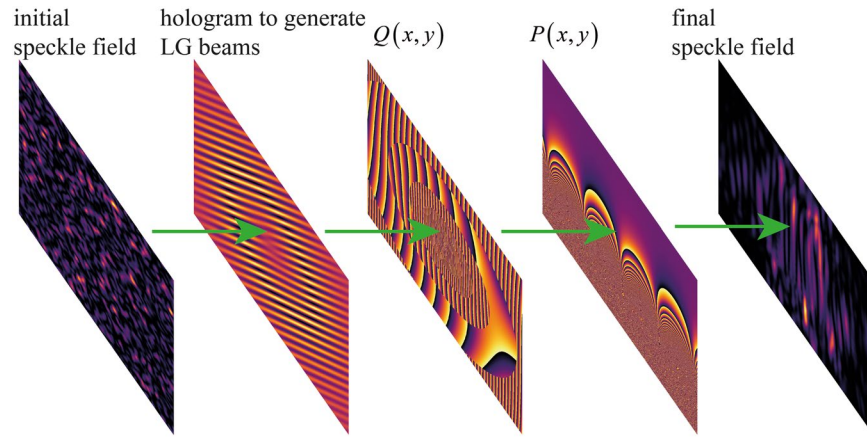 initial
speckle field
hologram to generate
LG beams
Q(x, y)
P(x, y)
final
speckle field